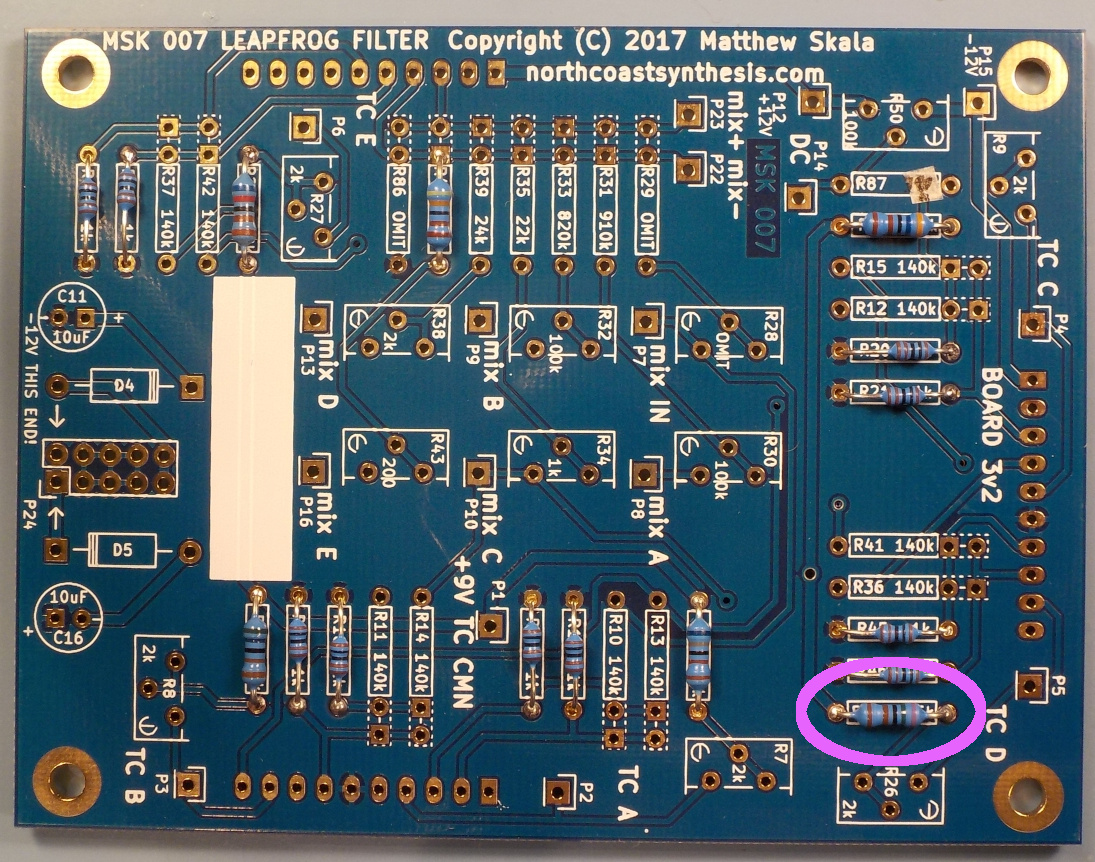 MSK 007 LEAPFROG FILTER Copyright (C) 2017 Matthew Skala
northcoastsynthesis.com
P15
-12V
P12
+12V
P23
mix+
mix-
P22
MSK 007
DC
P14
R50
100k
R9
2k
TC C
P4
R87
R15 140k
R12 140k
BOARD 3v2
R41 140k
R36 140k
P5
TC D
R26
2k
TC E
P6
2k
R27
R37 140k
R42 140k
R86 OMIT
R39 24k
R35 22k
R33 820k
R31 910k
R29 OMIT
C11
10uF
+
-12V THIS END!
D4
P24
D5
10uF
C16
+
P13
mix D
R38
2k
P9
mix B
R32
100k
P7
mix IN
R28
OMIT
P16
mix E
R43
200
P10
mix C
R34
1k
P8
mix A
R30
100k
+9V
P1
TC CMN
R11 140k
R14 140k
R10 140k
R13 140k
2k
R8
TC B
P3
P2
TC A
R7
2k